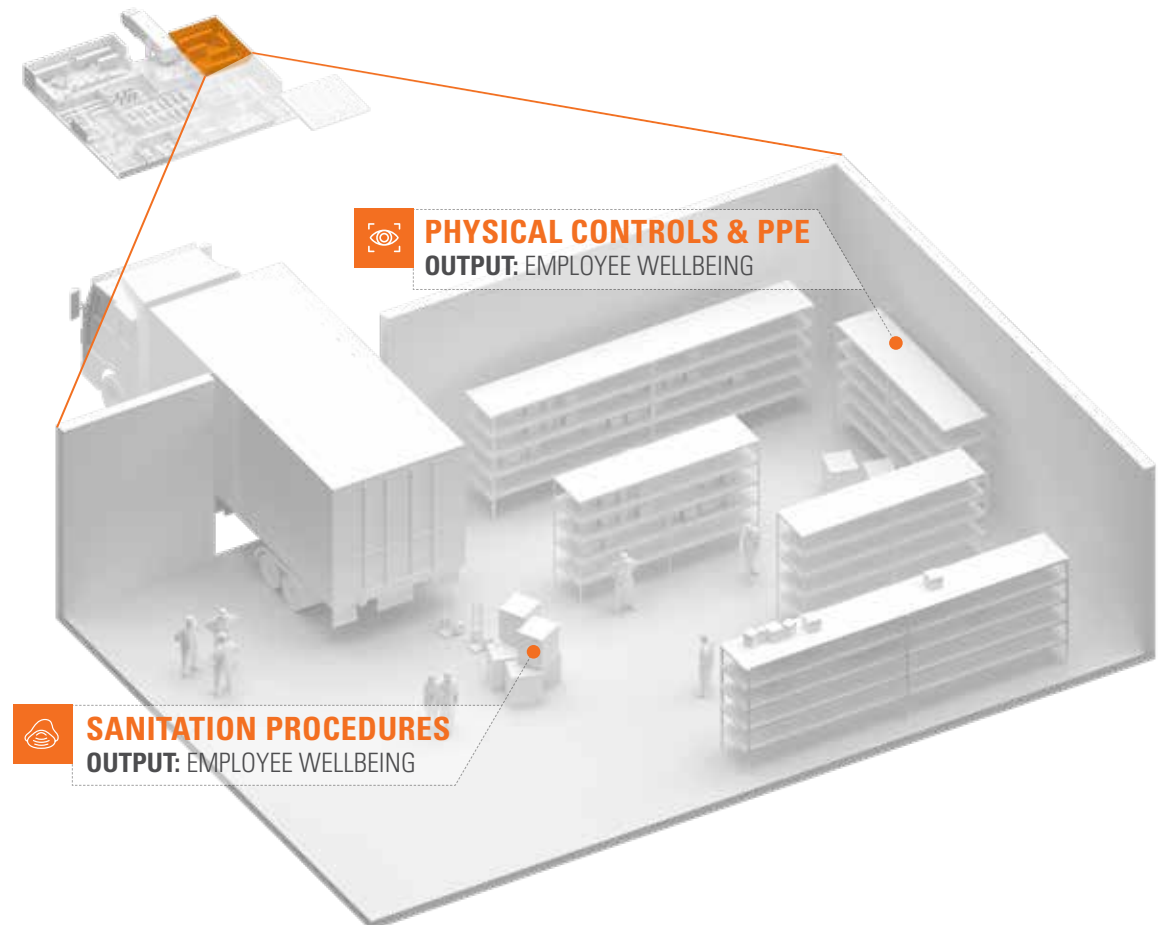 PHYSICAL CONTROLS & PPE
OUTPUT: EMPLOYEE WELLBEING
SANITATION PROCEDURES
OUTPUT: EMPLOYEE WELLBEING